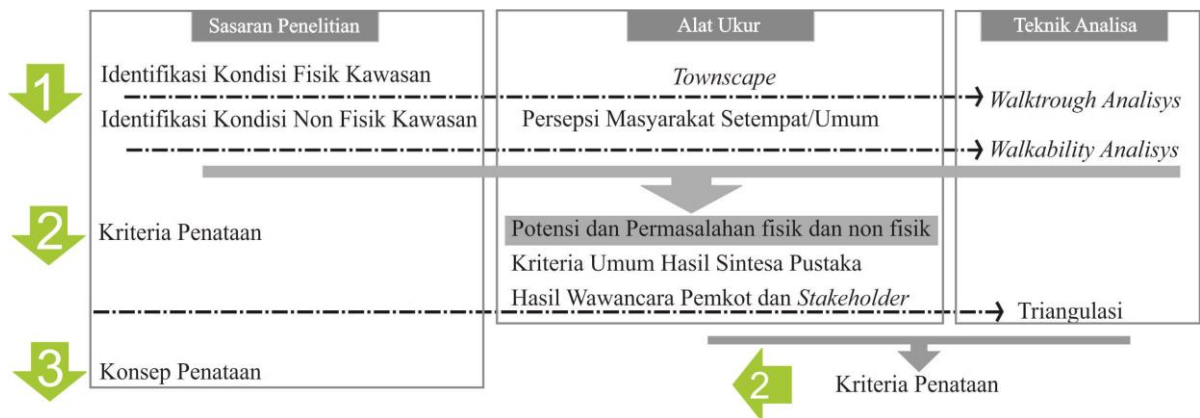 Sasaran Penelitian
Alat Ukur
Teknik Analisa
1
Identifikasi Kondisi Fisik Kawasan
Townscape
Walktrough Analisys
Identifikasi Kondisi Non Fisik Kawasan
Persepsi Masyarakat Setempat/Umum
Walkability Analisys
2
Kriteria Penataan
Potensi dan Permasalahan fisik dan non fisik
Kriteria Umum Hasil Sintesa Pustaka
Hasil Wawancara Pemkot dan Stakeholder
Triangulasi
3
Konsep Penataan
2
Kriteria Penataan